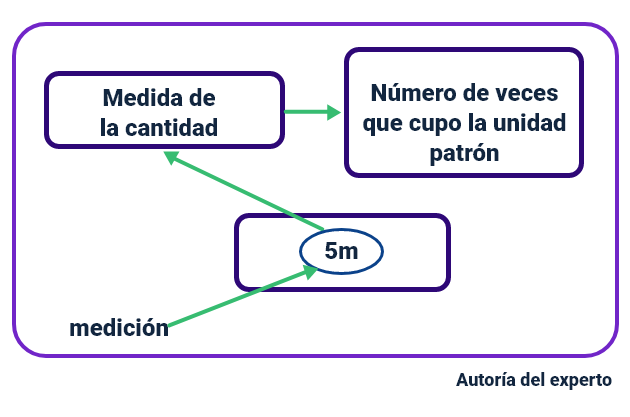 Medida de
la cantidad
Número de veces
que cupo la unidad
patrón
5m
medición
Autoría del experto